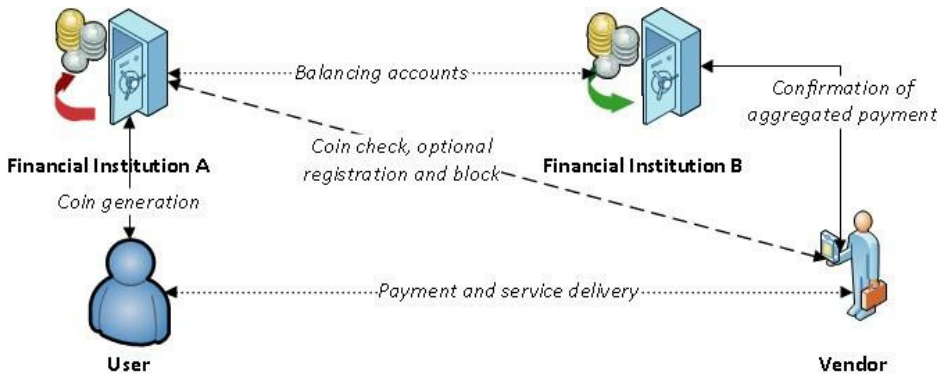 Balancing accounts
Confirmation of
aggregated payment
Coin check, optional
registration and block
Financial Institution A
Financial Institution B
Coin generation
Payment and service delivery
User
Vendor